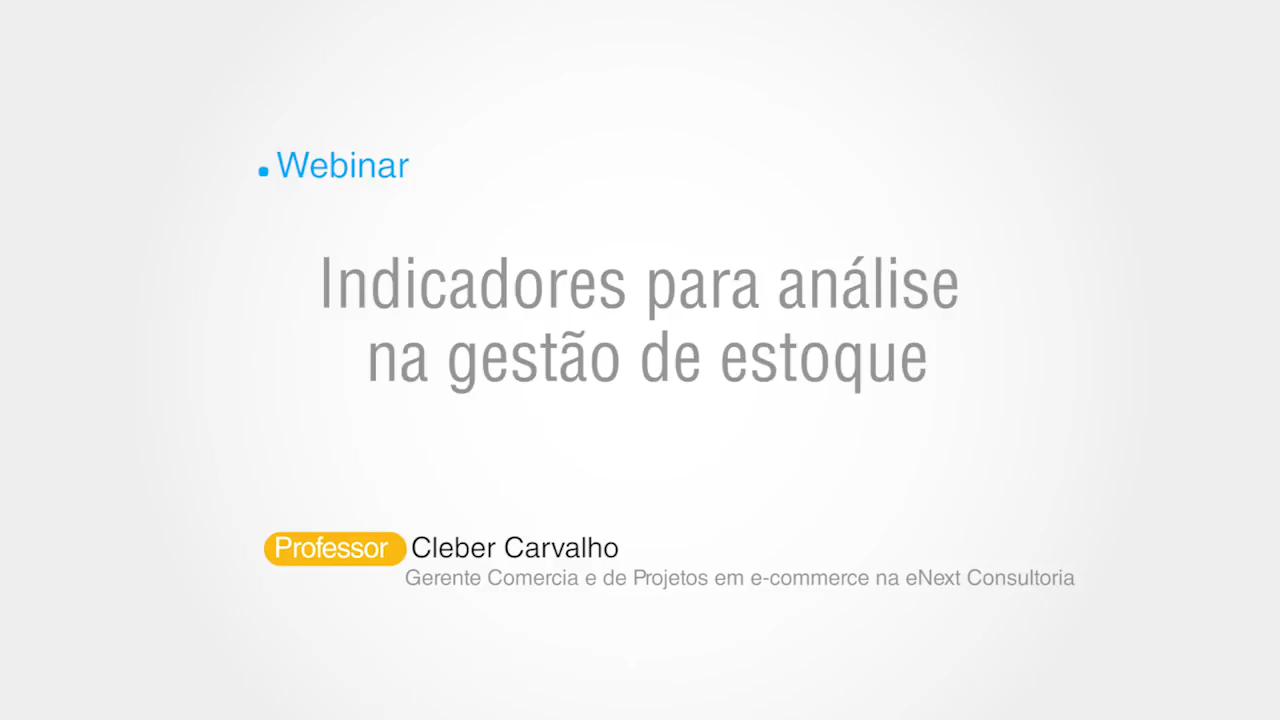 Webinar
Indicadores para análise
na gestão de estoque
Professor Cleber Carvalho
Gerente Comercia e de Projetos em e-commerce na eNext Consultoria